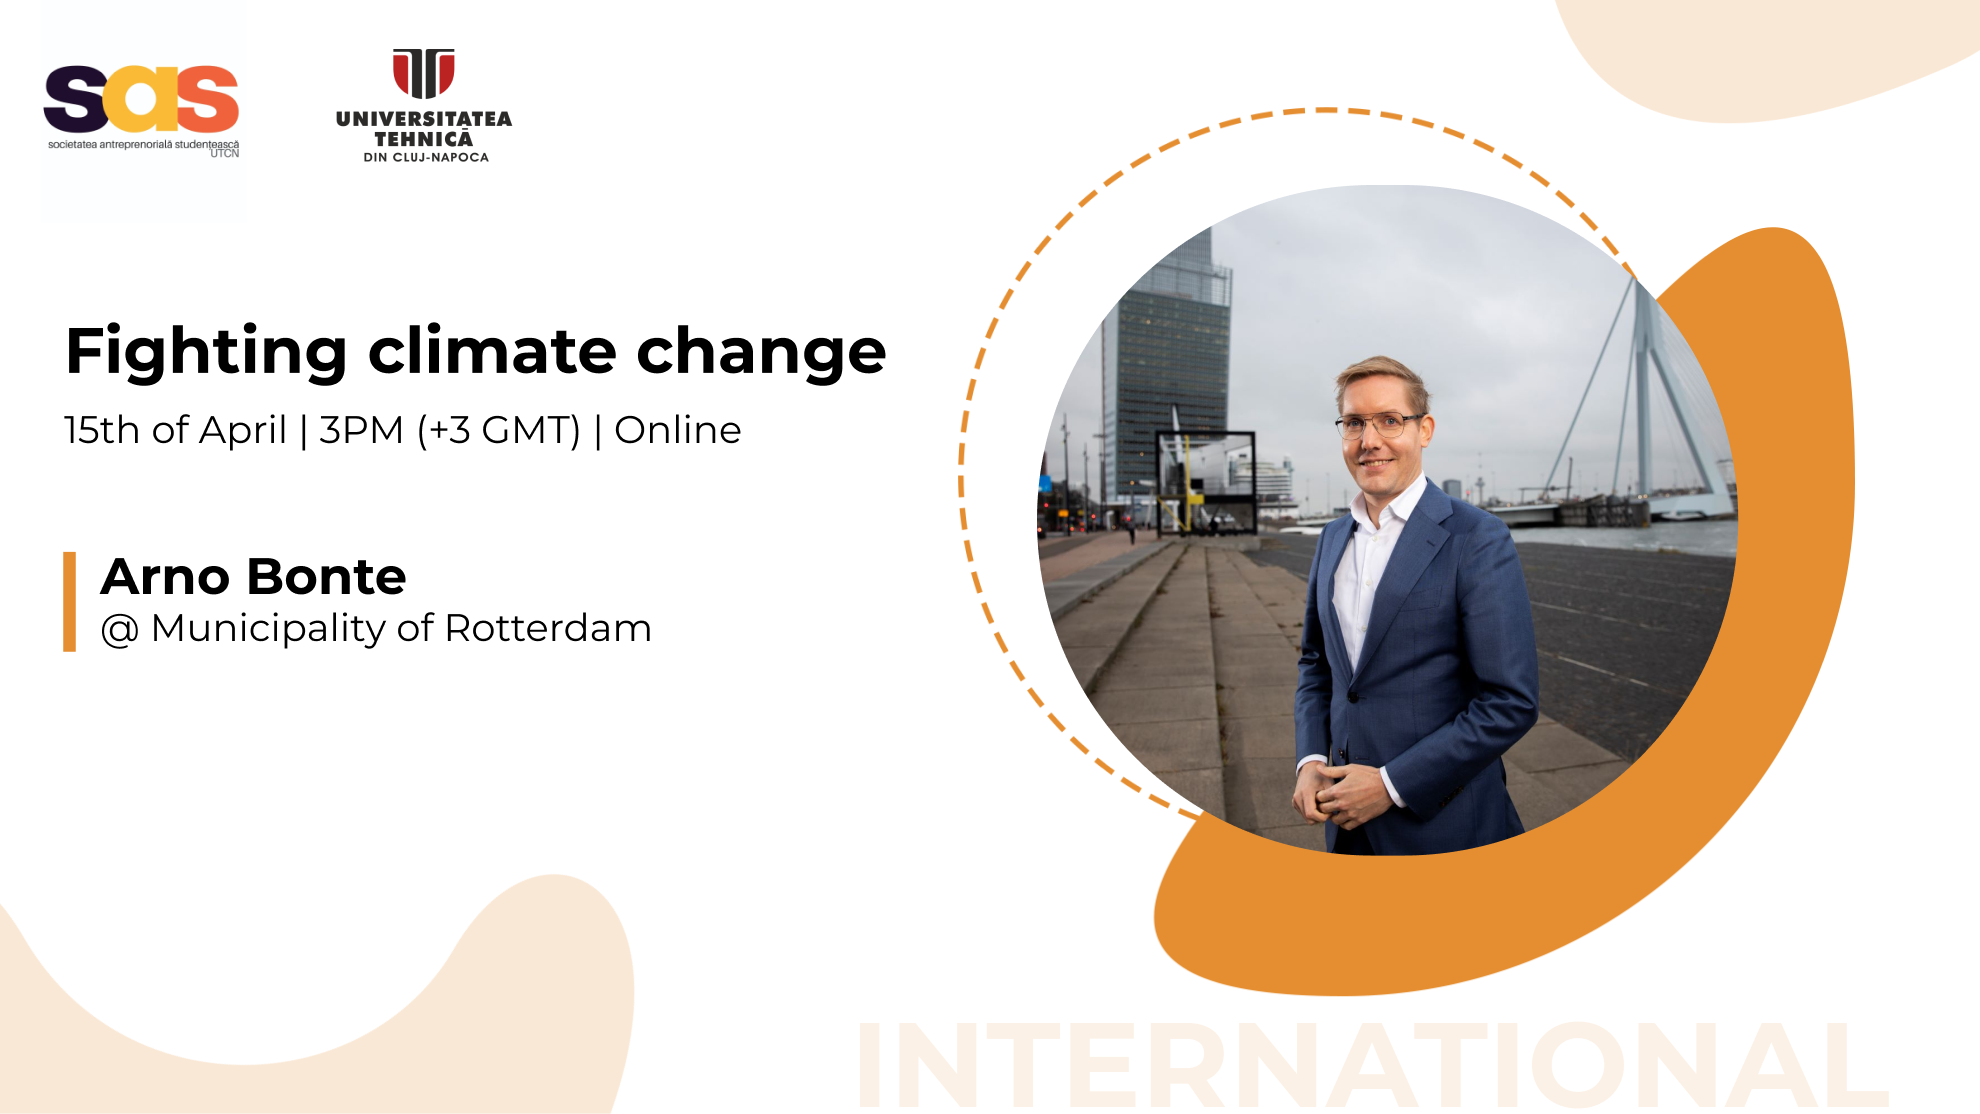 sas
societatea antreprenorială studențească
UTCN
UNIVERSITATEA
TEHNICĂ
DIN CLUJ-NAPOCA
Fighting climate change
15th of April | 3PM (+3 GMT) | Online
Arno Bonte
@ Municipality of Rotterdam
INTERNATIONAL